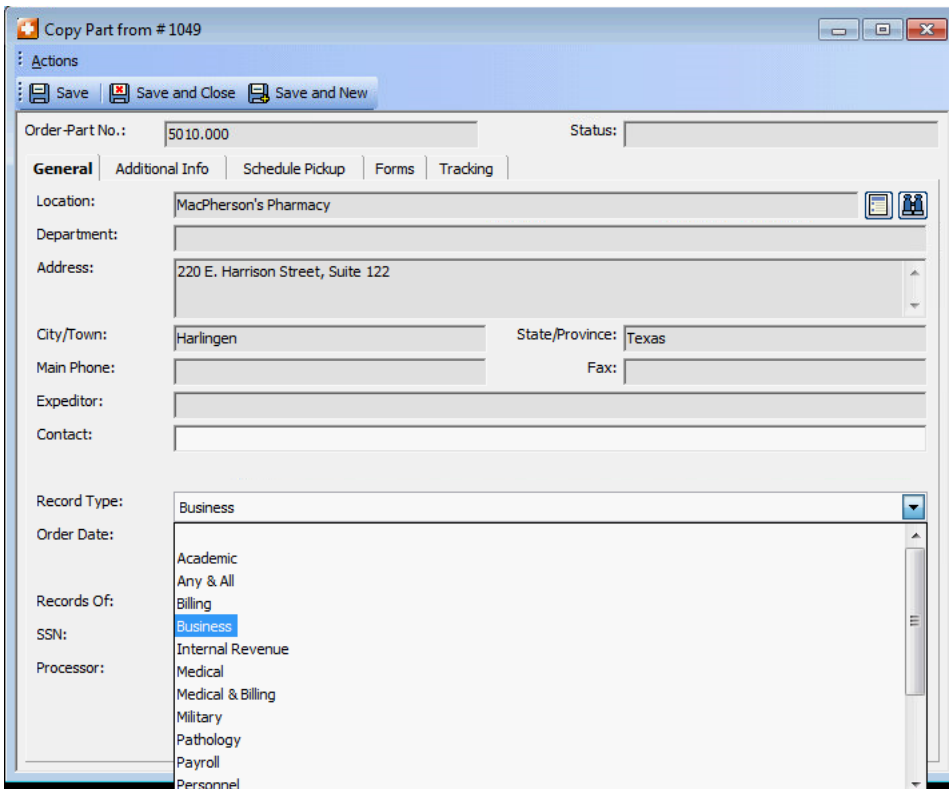 Copy Part from # 1049
Actions
Save Save and Close Save and New
Order-Part No.: 5010.000 Status:
General Additional Info Schedule Pickup Forms Tracking
Location: MacPherson's Pharmacy
Department:
Address: 220 E. Harrison Street, Suite 122
City/Town: Harlingen State/Province: Texas
Main Phone: Fax:
Expeditor:
Contact:
Record Type: Business
Order Date:
Academic
Any & All
Records Of: Billing
SSN: Business
Internal Revenue
Processor: Medical
Medical & Billing
Military
Pathology
Payroll
Personnel